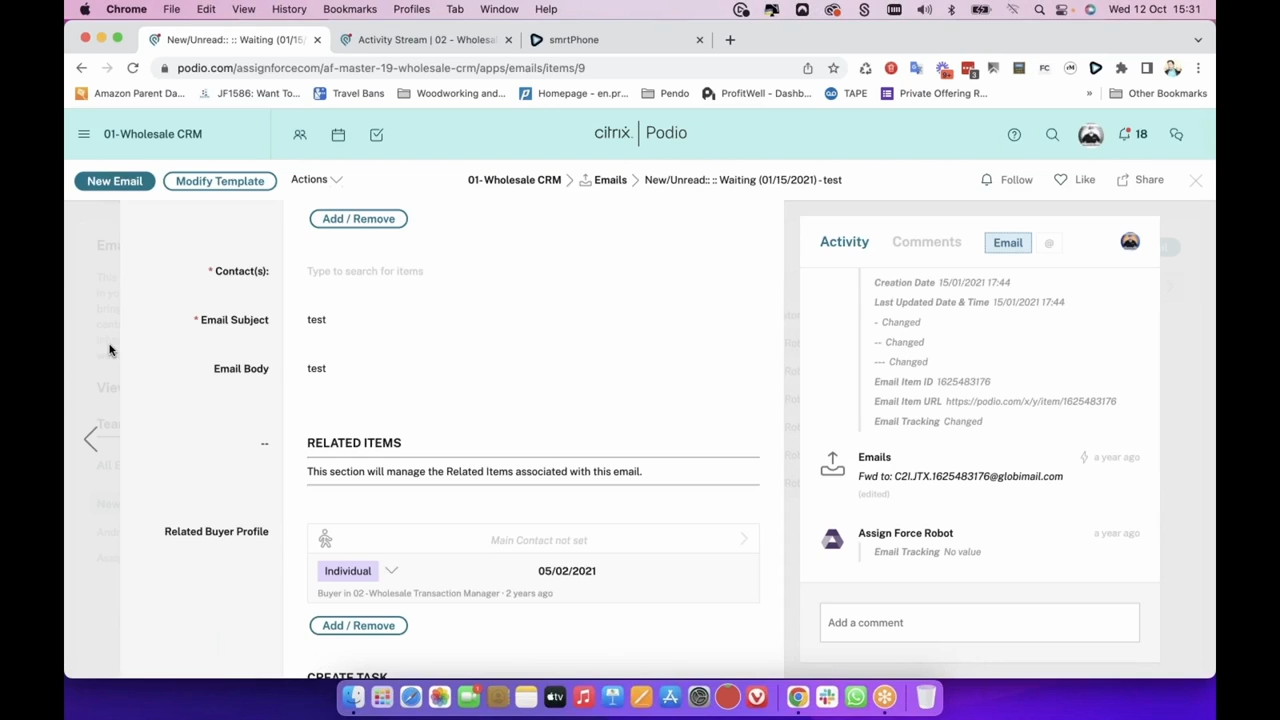 Chrome File Edit View History Bookmarks Profiles Tab Window Help Wed 12 Oct 15:31
New/Unread:: :: Waiting (01/15/ Activity Stream | 02 - Wholesa smrtPhone
podio.com/assignforcecom/af-master-19-wholesale-crm/apps/emails/items/9
Amazon Parent Da... JF1586: Want To... Travel Bans Woodworking and... Homepage - en.pr... Pendo ProfitWell - Dashb... TAPE Private Offering R... » Other Bookmarks
01- Wholesale CRM citrix Podio 18
New Email Modify Template Actions 01- Wholesale CRM Emails New/Unread:: :: Waiting (01/15/2021) - test Follow Like Share
Add / Remove
Activity Comments Email @
* Contact(s): Type to search for items
Creation Date 15/01/2021 17:44
Last Updated Date & Time 15/01/2021 17:44
* Email Subject test
- Changed
-- Changed
--- Changed
Email Body test
Email Item ID 1625483176
Email Item URL https://podio.com/x/y/item/1625483176
Email Tracking Changed
-- RELATED ITEMS
This section will manage the Related Items associated with this email.
Emails a year ago
Fwd to: C2I.JTX.1625483176@globimail.com
(edited)
Related Buyer Profile
Main Contact not set
Assign Force Robot a year ago
Email Tracking No value
Individual 05/02/2021
Buyer in 02 - Wholesale Transaction Manager · 2 years ago
Add / Remove
Add a comment
CREATE TASK